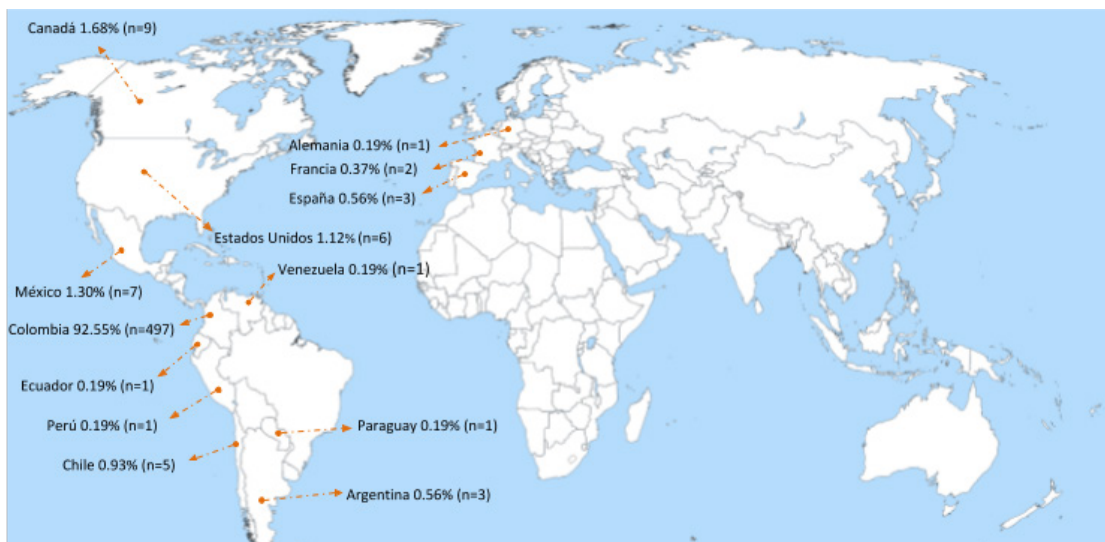 Canadá 1.68% (n=9)
Alemania 0.19% (n=1)
Francia 0.37% (n=2)
España 0.56% (n=3)
Estados Unidos 1.12% (n=6)
Venezuela 0.19% (n=1)
México 1.30% (n=7)
Colombia 92.55% (n=497)
Ecuador 0.19% (n=1)
Perú 0.19% (n=1)
Paraguay 0.19% (n=1)
Chile 0.93% (n=5)
Argentina 0.56% (n=3)